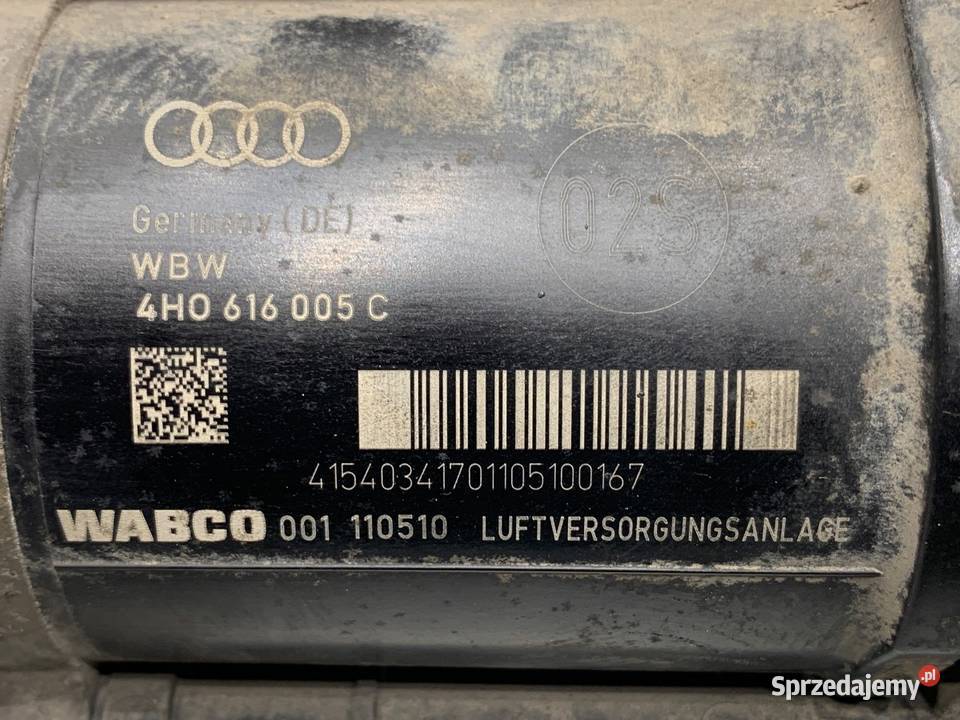 Germany (DE)
02S
WBW
4H0 616 005 C
41540341701105100167
WABCO 001 110510 LUFTVERSORGUNGSANLAGE
Sprzedajemy.pl